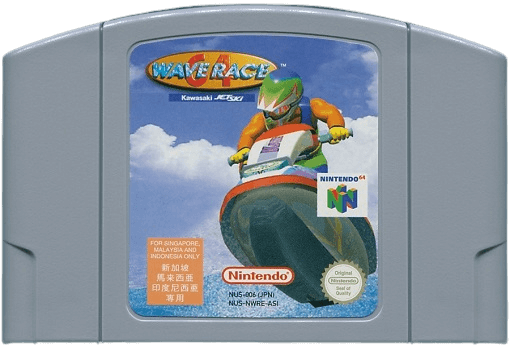 64
WAVE RACE
™
Kawasaki JET SKI
NINTENDO 64
N
FOR SINGAPORE,
MALAYSIA AND
INDONESIA ONLY
新加坡
馬來西亞
印度尼西亞
專用
Nintendo
NUS-006 (JPN)
NUS-NWRE-ASI
Original
Nintendo
Seal of
Quality